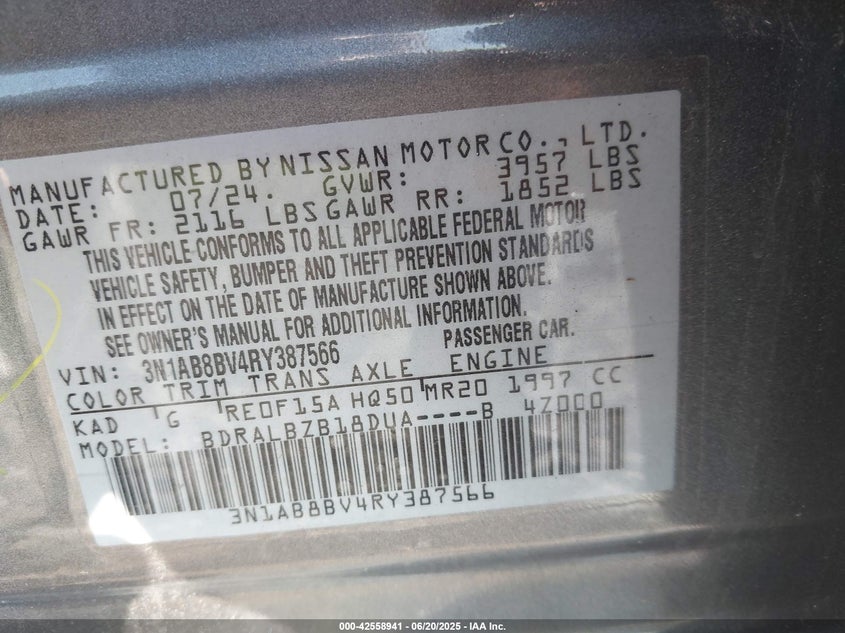 MANUFACTURED BY NISSAN MOTOR CO., LTD.
DATE: 07/24. GVWR: 3957 LBS
GAWR FR: 2116 LBS GAWR RR: 1852 LBS
THIS VEHICLE CONFORMS TO ALL APPLICABLE FEDERAL MOTOR
VEHICLE SAFETY, BUMPER AND THEFT PREVENTION STANDARDS
IN EFFECT ON THE DATE OF MANUFACTURE SHOWN ABOVE.
SEE OWNER'S MANUAL FOR ADDITIONAL INFORMATION.
VIN: 3N1AB8BV4RY387566 PASSENGER CAR.
COLOR TRIM TRANS AXLE ENGINE
KAD G RE0F15A HQ50 MR20 1997 CC
MODEL: BDRALBZB18DUA----B 4Z000
3N1AB8BV4RY387566
000-42558941 | 06/20/2025 | IAA Inc.